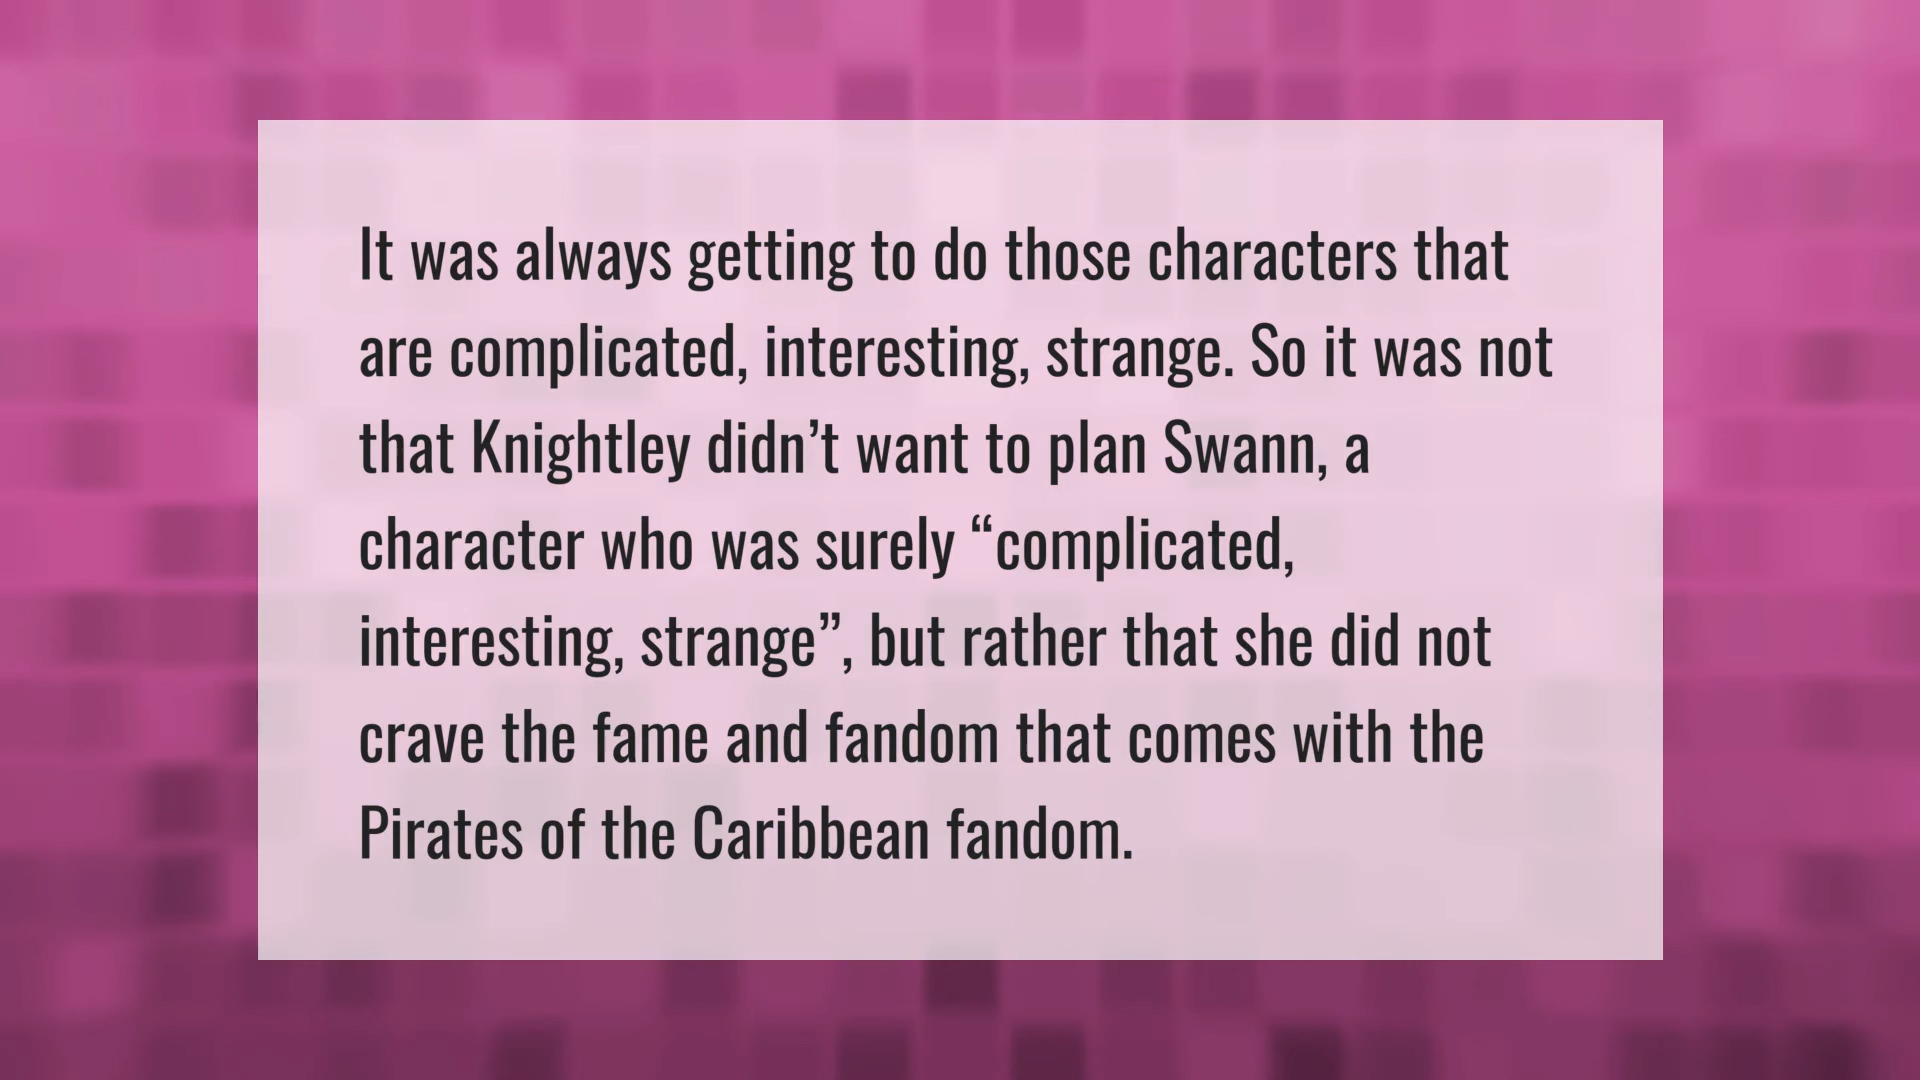 It was always getting to do those characters that
are complicated, interesting, strange. So it was not
that Knightley didn’t want to plan Swann, a
character who was surely “complicated,
interesting, strange”, but rather that she did not
crave the fame and fandom that comes with the
Pirates of the Caribbean fandom.